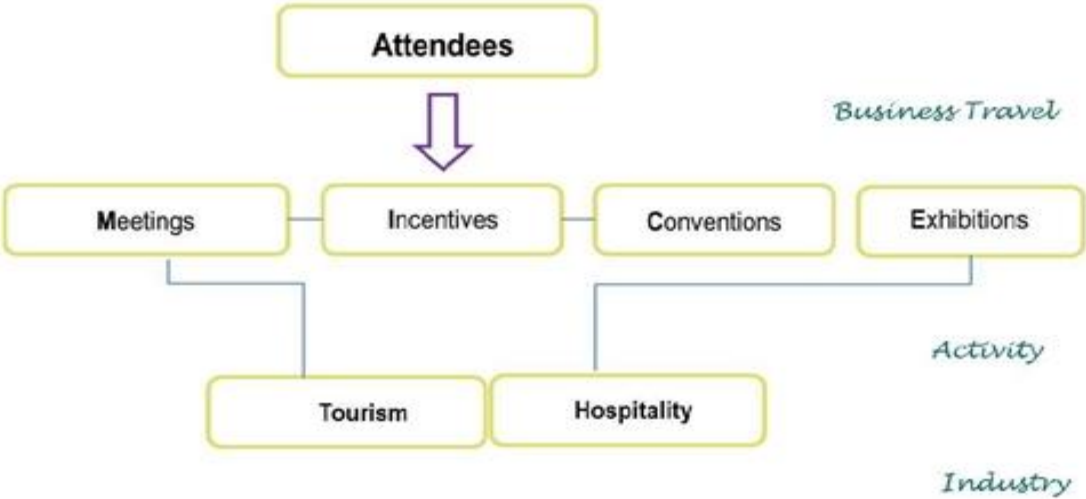 Attendees
Business Travel
Meetings
Incentives
Conventions
Exhibitions
Activity
Tourism
Hospitality
Industry